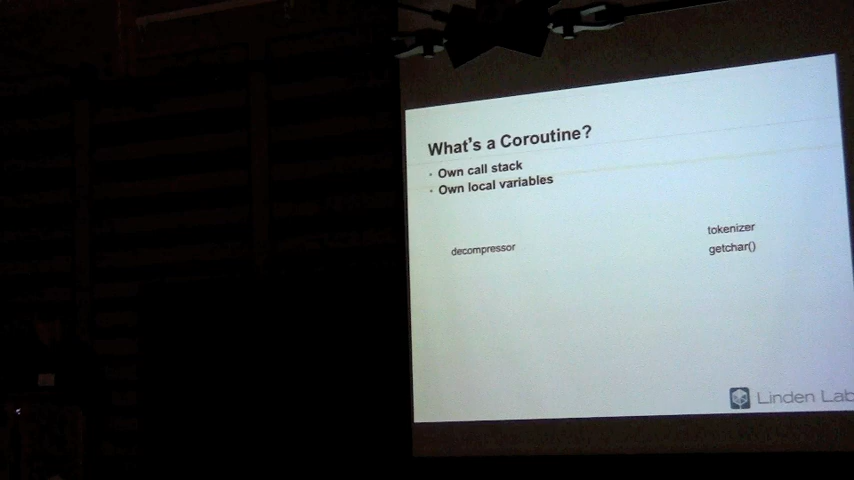 What's a Coroutine?
· Own call stack
· Own local variables
tokenizer
decompressor
getchar()
Linden Lab